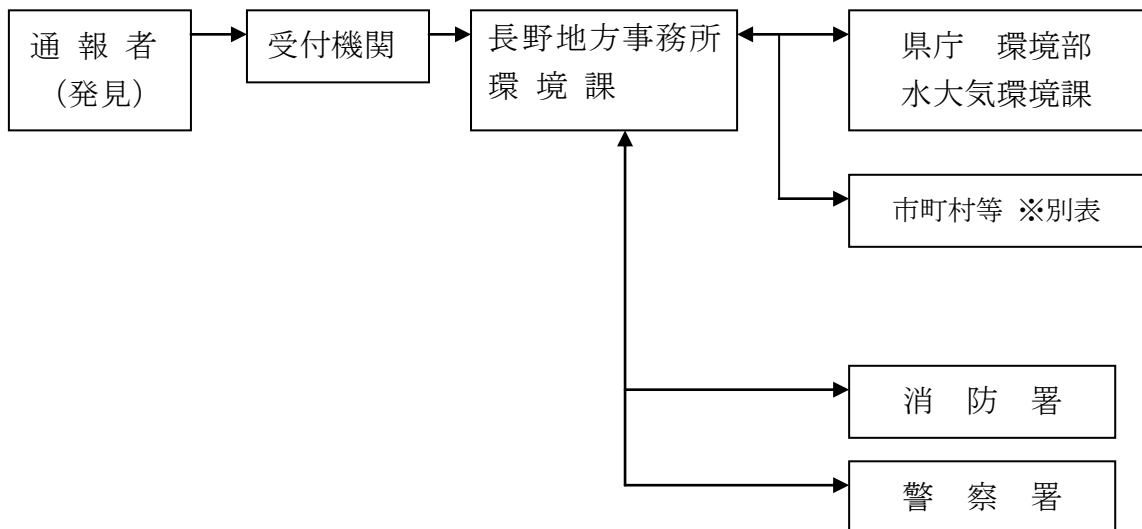 通 報 者
(発見)
受付機関
長野地方事務所
環 境 課
県庁 環境部
水大気環境課
市町村等 ※別表
消 防 署
警 察 署